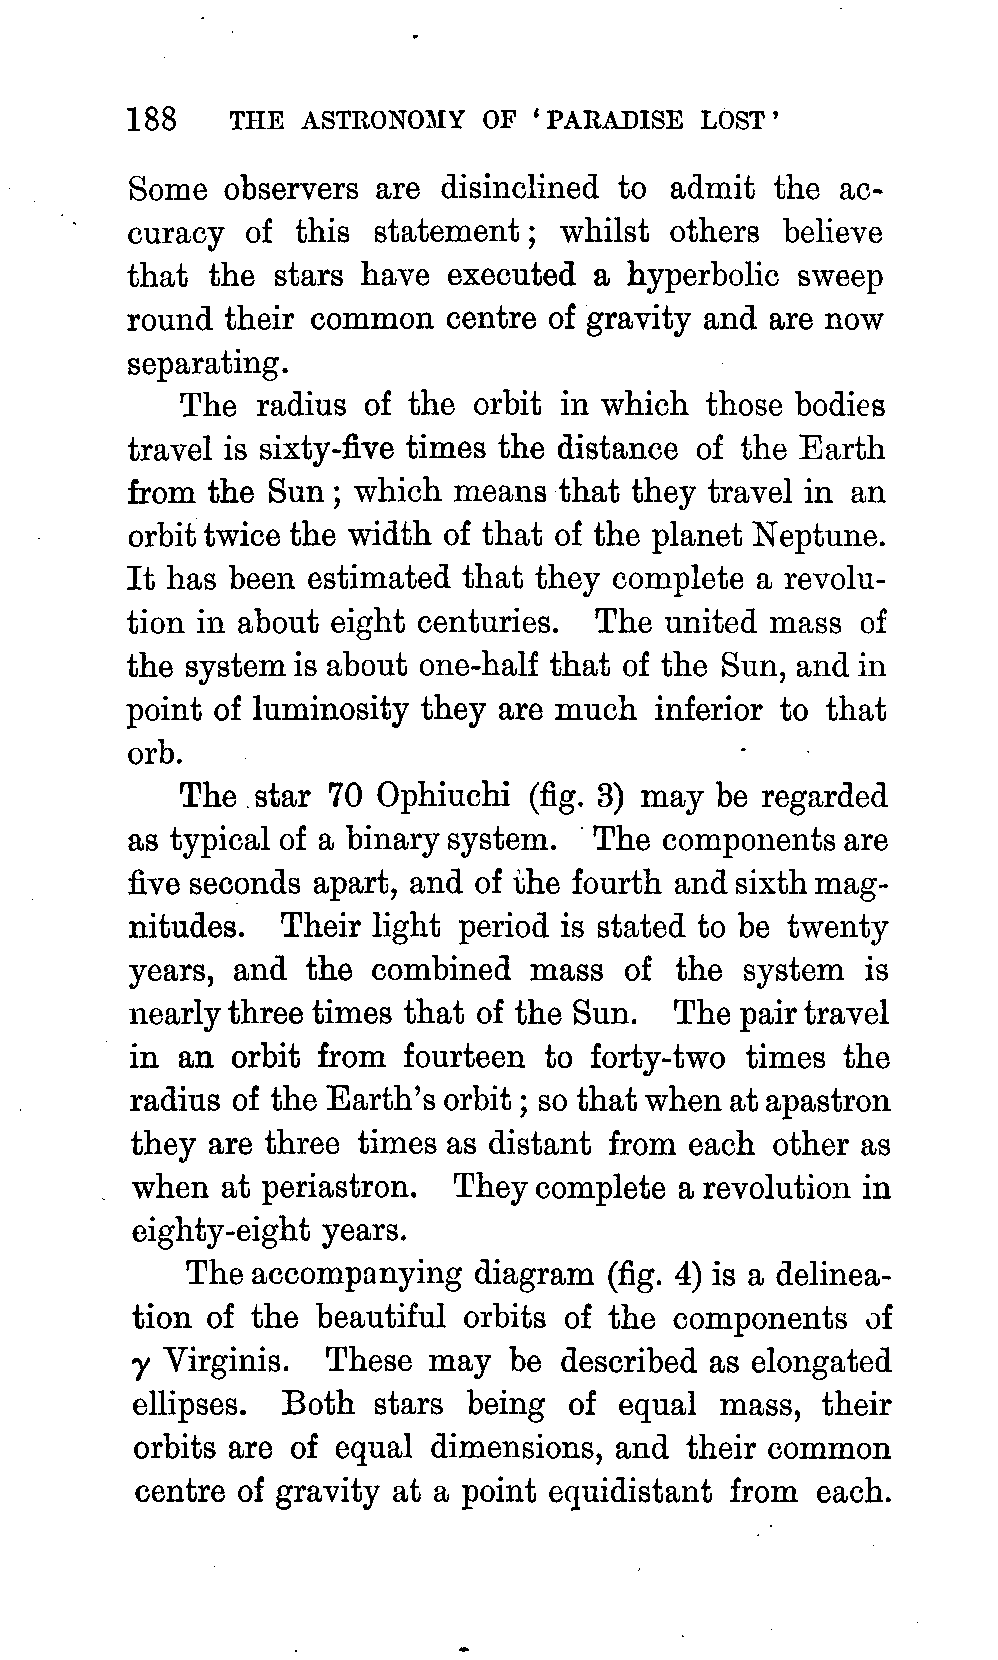 188 THE ASTRONOMY OF ‘PARADISE LOST’
Some observers are disinclined to admit the ac-
curacy of this statement; whilst others believe
that the stars have executed a hyperbolic sweep
round their common centre of gravity and are now
separating.
The radius of the orbit in which those bodies
travel is sixty-five times the distance of the Earth
from the Sun; which means that they travel in an
orbit twice the width of that of the planet Neptune.
It has been estimated that they complete a revolu-
tion in about eight centuries. The united mass of
the system is about one-half that of the Sun, and in
point of luminosity they are much inferior to that
orb.
The star 70 Ophiuchi (fig. 3) may be regarded
as typical of a binary system. The components are
five seconds apart, and of the fourth and sixth mag-
nitudes. Their light period is stated to be twenty
years, and the combined mass of the system is
nearly three times that of the Sun. The pair travel
in an orbit from fourteen to forty-two times the
radius of the Earth’s orbit; so that when at apastron
they are three times as distant from each other as
when at periastron. They complete a revolution in
eighty-eight years.
The accompanying diagram (fig. 4) is a delinea-
tion of the beautiful orbits of the components of
γ Virginis. These may be described as elongated
ellipses. Both stars being of equal mass, their
orbits are of equal dimensions, and their common
centre of gravity at a point equidistant from each.